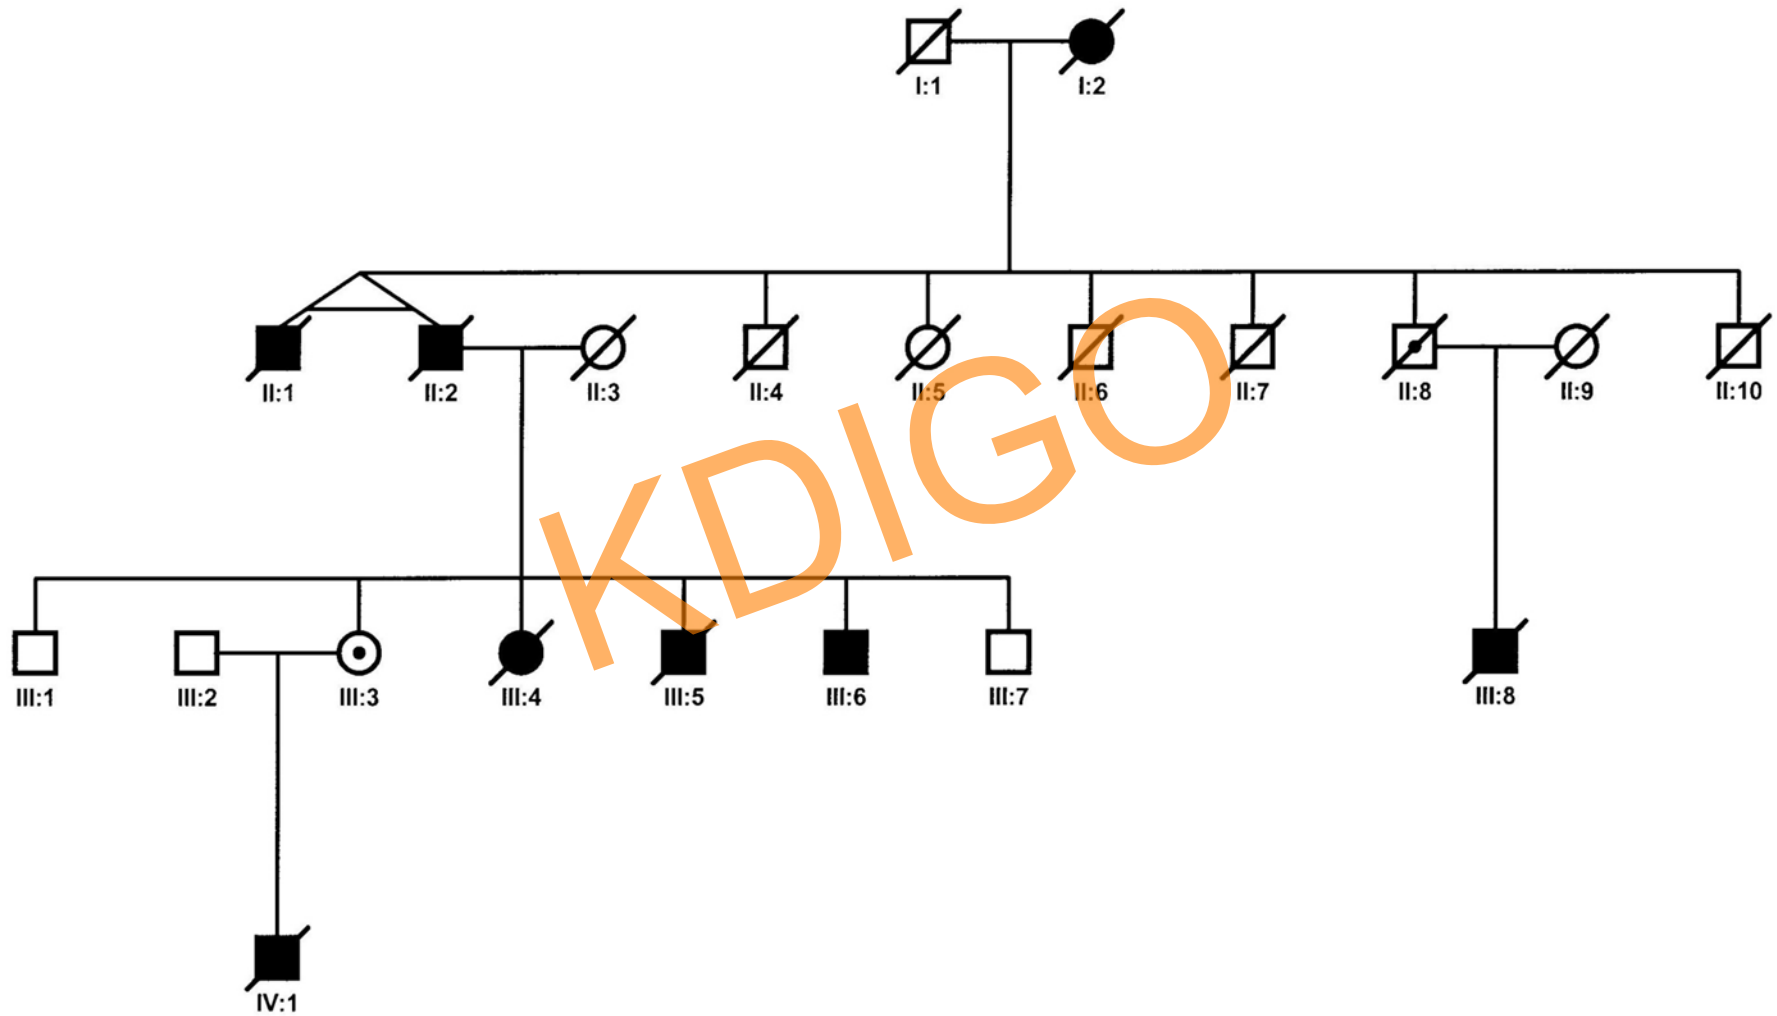 I:1 I:2
II:1 II:2 II:3 II:4 II:5 II:6 II:7 II:8 II:9 II:10
KDIGO
III:1 III:2 III:3 III:4 III:5 III:6 III:7 III:8
IV:1